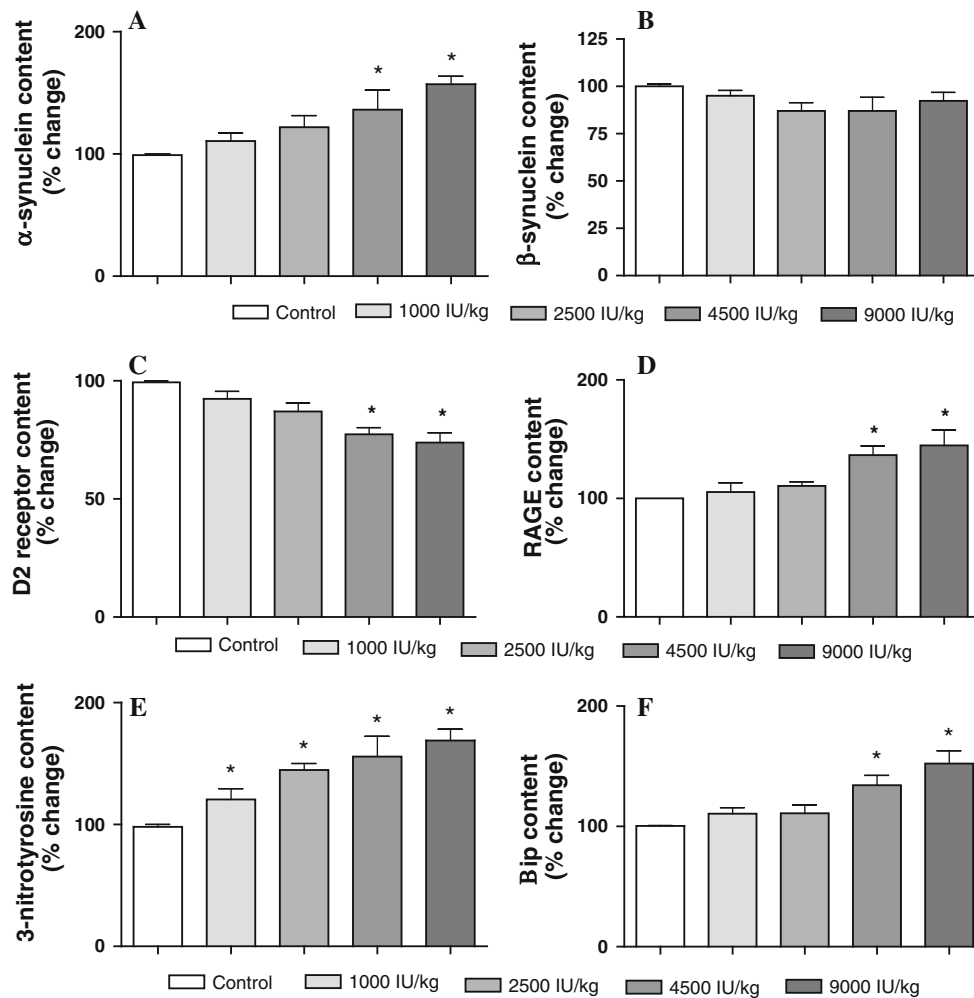 A
α-synuclein content
(% change)
200
100
0
*
*
B
β-synuclein content
(% change)
125
100
75
50
25
0
Control
1000 IU/kg
2500 IU/kg
4500 IU/kg
9000 IU/kg
C
D2 receptor content
(% change)
100
50
0
*
*
D
RAGE content
(% change)
200
100
0
*
*
Control
1000 IU/kg
2500 IU/kg
4500 IU/kg
9000 IU/kg
E
3-nitrotyrosine content
(% change)
200
100
0
*
*
*
*
F
Bip content
(% change)
200
100
0
*
*
Control
1000 IU/kg
2500 IU/kg
4500 IU/kg
9000 IU/kg